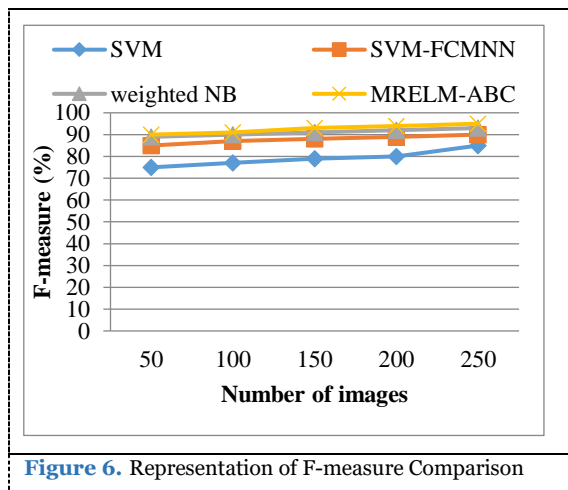 SVM SVM-FCMNN
weighted NB MRELM-ABC
100
90
80
70
60
50
40
30
20
10
0
F-measure (%)
50 100 150 200 250
Number of images
Figure 6. Representation of F-measure Comparison